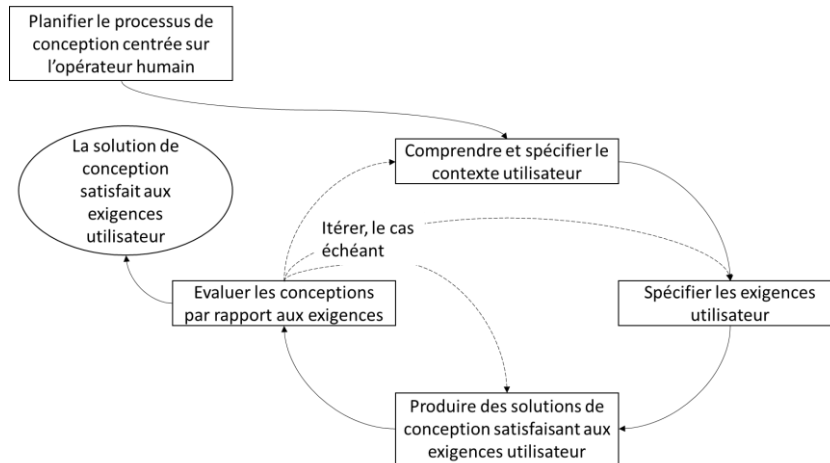 Planifier le processus de
conception centrée sur
l'opérateur humain
La solution de
conception
satisfait aux
exigences
utilisateur
Comprendre et spécifier le
contexte utilisateur
Itérer, le cas
échéant
Evaluer les conceptions
par rapport aux exigences
Spécifier les exigences
utilisateur
Produire des solutions de
conception satisfaisant aux
exigences utilisateur